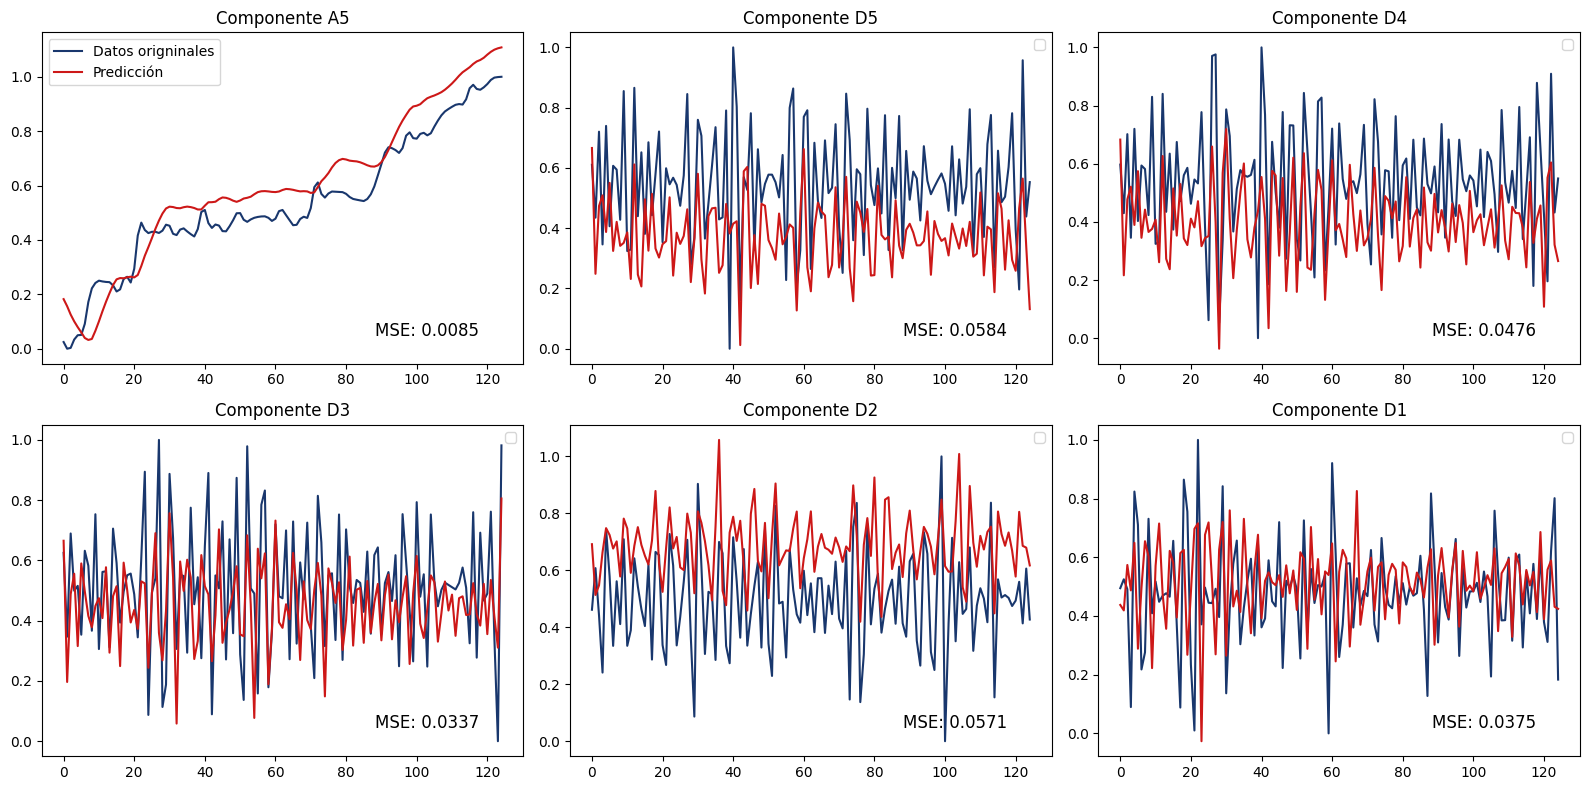 Componente A5
Datos origninales
Predicción
1.0
0.8
0.6
0.4
0.2
0.0
MSE: 0.0085
0 20 40 60 80 100 120
Componente D5
1.0
0.8
0.6
0.4
0.2
0.0
MSE: 0.0584
0 20 40 60 80 100 120
Componente D4
1.0
0.8
0.6
0.4
0.2
0.0
MSE: 0.0476
0 20 40 60 80 100 120
Componente D3
1.0
0.8
0.6
0.4
0.2
0.0
MSE: 0.0337
0 20 40 60 80 100 120
Componente D2
1.0
0.8
0.6
0.4
0.2
0.0
MSE: 0.0571
0 20 40 60 80 100 120
Componente D1
1.0
0.8
0.6
0.4
0.2
0.0
MSE: 0.0375
0 20 40 60 80 100 120